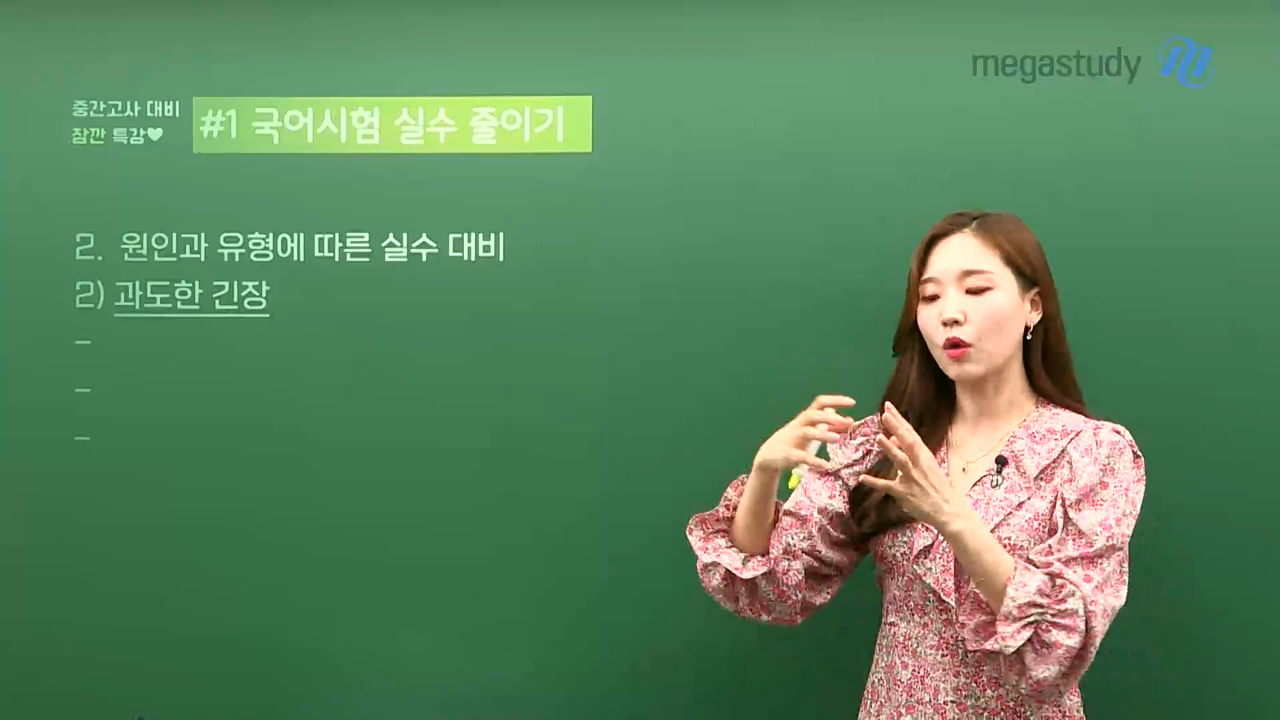 megastudy
중간고사 대비
잠깐 특강♥
#1 국어시험 실수 줄이기
2. 원인과 유형에 따른 실수 대비
2) 과도한 긴장
-
-
-